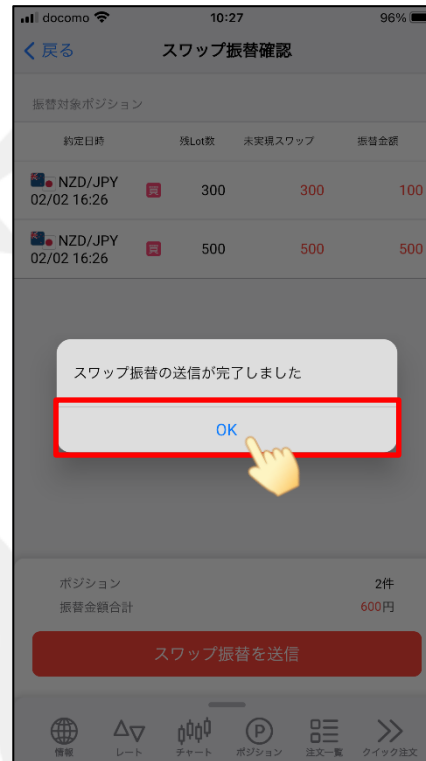 docomo 10:27 96%
戻る スワップ振替確認
振替対象ポジション
約定日時 残Lot数 未実現スワップ 振替金額
NZD/JPY
02/02 16:26 買 300 300 100
NZD/JPY
02/02 16:26 買 500 500 500
スワップ振替の送信が完了しました
OK
ポジション 2件
振替金額合計 600円
スワップ振替を送信
情報 レート チャート P ポジション 注文一覧 クイック注文